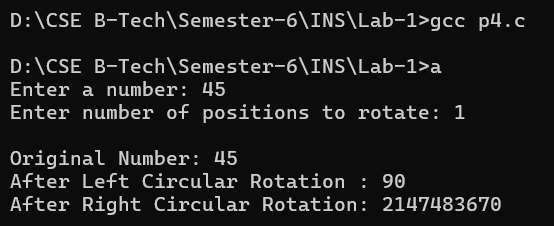 D:\CSE B-Tech\Semester-6\INS\Lab-1>gcc p4.c
D:\CSE B-Tech\Semester-6\INS\Lab-1>a
Enter a number: 45
Enter number of positions to rotate: 1
Original Number: 45
After Left Circular Rotation : 90
After Right Circular Rotation: 2147483670